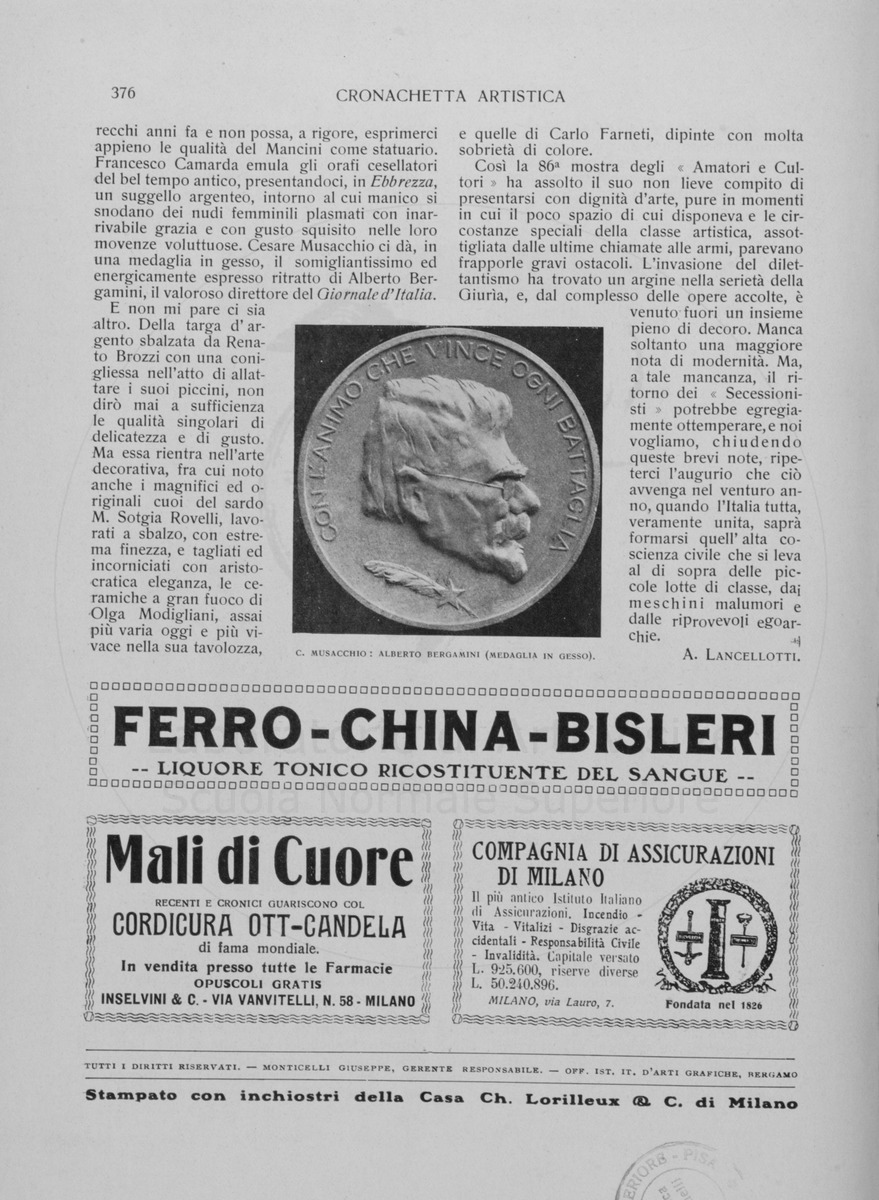 376
CRONACHETTA ARTISTICA
recchi anni fa e non possa, a rigore, esprimerci
appieno le qualità del Mancini come statuario.
Francesco Camarda emula gli orafi cesellatori
del bel tempo antico, presentandoci, in Ebbrezza,
un suggello argenteo, intorno al cui manico si
snodano dei nudi femminili plasmati con inar-
rivabile grazia e con gusto squisito nelle loro
movenze voluttuose. Cesare Musacchio ci dà, in
una medaglia in gesso, il somigliantissimo ed
energicamente espresso ritratto di Alberto Ber-
gamini, il valoroso direttore del Giornale d'Italia.
E non mi pare ci sia
altro. Della targa d'ar-
gento sbalzata da Rena-
to Brozzi con una coni-
gliessa nell'atto di allat-
tare i suoi piccini, non
dirò mai a sufficienza
le qualità singolari di
delicatezza e di gusto.
Ma essa rientra nell'arte
decorativa, fra cui noto
anche i magnifici ed o-
riginali cuoi del sardo
M. Sotgia Rovelli, lavo-
rati a sbalzo, con estre-
ma finezza, e tagliati ed
incorniciati con aristo-
cratica eleganza, le ce-
ramiche a gran fuoco di
Olga Modigliani, assai
più varia oggi e più vi-
vace nella sua tavolozza,
e quelle di Carlo Farneti, dipinte con molta
sobrietà di colore.
Così la 86ª mostra degli « Amatori e Cul-
tori » ha assolto il suo non lieve compito di
presentarsi con dignità d'arte, pure in momenti
in cui il poco spazio di cui disponeva e le cir-
costanze speciali della classe artistica, assot-
tigliata dalle ultime chiamate alle armi, parevano
frapporle gravi ostacoli. L'invasione del dilet-
tantismo ha trovato un argine nella serietà della
Giurìa, e, dal complesso delle opere accolte, è
venuto fuori un insieme
pieno di decoro. Manca
soltanto una maggiore
nota di modernità. Ma,
a tale mancanza, il ri-
torno dei « Secessioni-
sti » potrebbe egregia-
mente ottemperare, e noi
vogliamo, chiudendo
queste brevi note, ripe-
terci l'augurio che ciò
avvenga nel venturo an-
no, quando l'Italia tutta,
veramente unita, saprà
formarsi quell'alta co-
scienza civile che si leva
al di sopra delle pic-
cole lotte di classe, dai
meschini malumori e
dalle riprovevoli egoar-
chie.
A. LANCELLOTTI.
CON L'ANIMO CHE VINCE OGNI BATTAGLIA
C. MUSACCHIO: ALBERTO BERGAMINI (MEDAGLIA IN GESSO).
FERRO-CHINA-BISLERI
-- LIQUORE TONICO RICOSTITUENTE DEL SANGUE --
Scuola Normale Superiore
Mali di Cuore
RECENTI E CRONICI GUARISCONO COL
CORDICURA OTT-CANDELA
di fama mondiale.
In vendita presso tutte le Farmacie
OPUSCOLI GRATIS
INSELVINI & C. - VIA VANVITELLI, N. 58 - MILANO
COMPAGNIA DI ASSICURAZIONI
DI MILANO
Il più antico Istituto Italiano
di Assicurazioni. Incendio -
Vita - Vitalizi - Disgrazie ac-
cidentali - Responsabilità Civile
- Invalidità. Capitale versato
L. 925.600, riserve diverse
L. 50.240.896.
MILANO, via Lauro, 7.
Fondata nel 1826
TUTTI I DIRITTI RISERVATI. — MONTICELLI GIUSEPPE, GERENTE RESPONSABILE. — OFF. IST. IT. D'ARTI GRAFICHE, BERGAMO
Stampato con inchiostri della Casa Ch. Lorilleux & C. di Milano